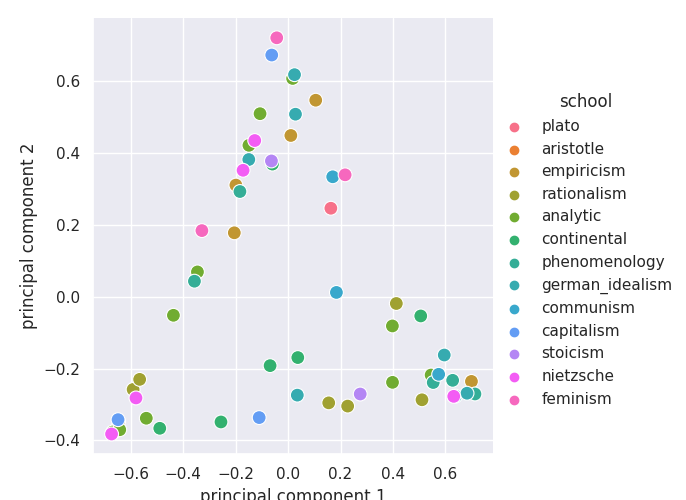 school
plato
aristotle
empiricism
rationalism
analytic
continental
phenomenology
german_idealism
communism
capitalism
stoicism
nietzsche
feminism
principal component 2
0.6
0.4
0.2
0.0
−0.2
−0.4
−0.6 −0.4 −0.2 0.0 0.2 0.4 0.6
principal component 1